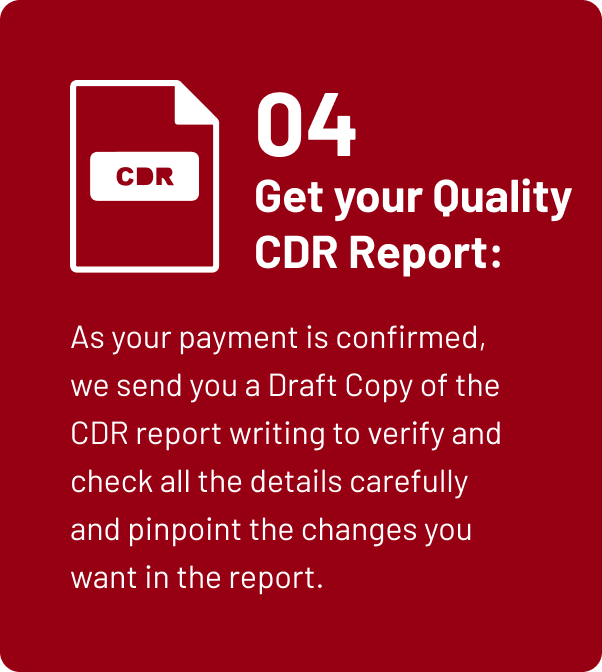 CDR
04
Get your Quality
CDR Report:
As your payment is confirmed,
we send you a Draft Copy of the
CDR report writing to verify and
check all the details carefully
and pinpoint the changes you
want in the report.